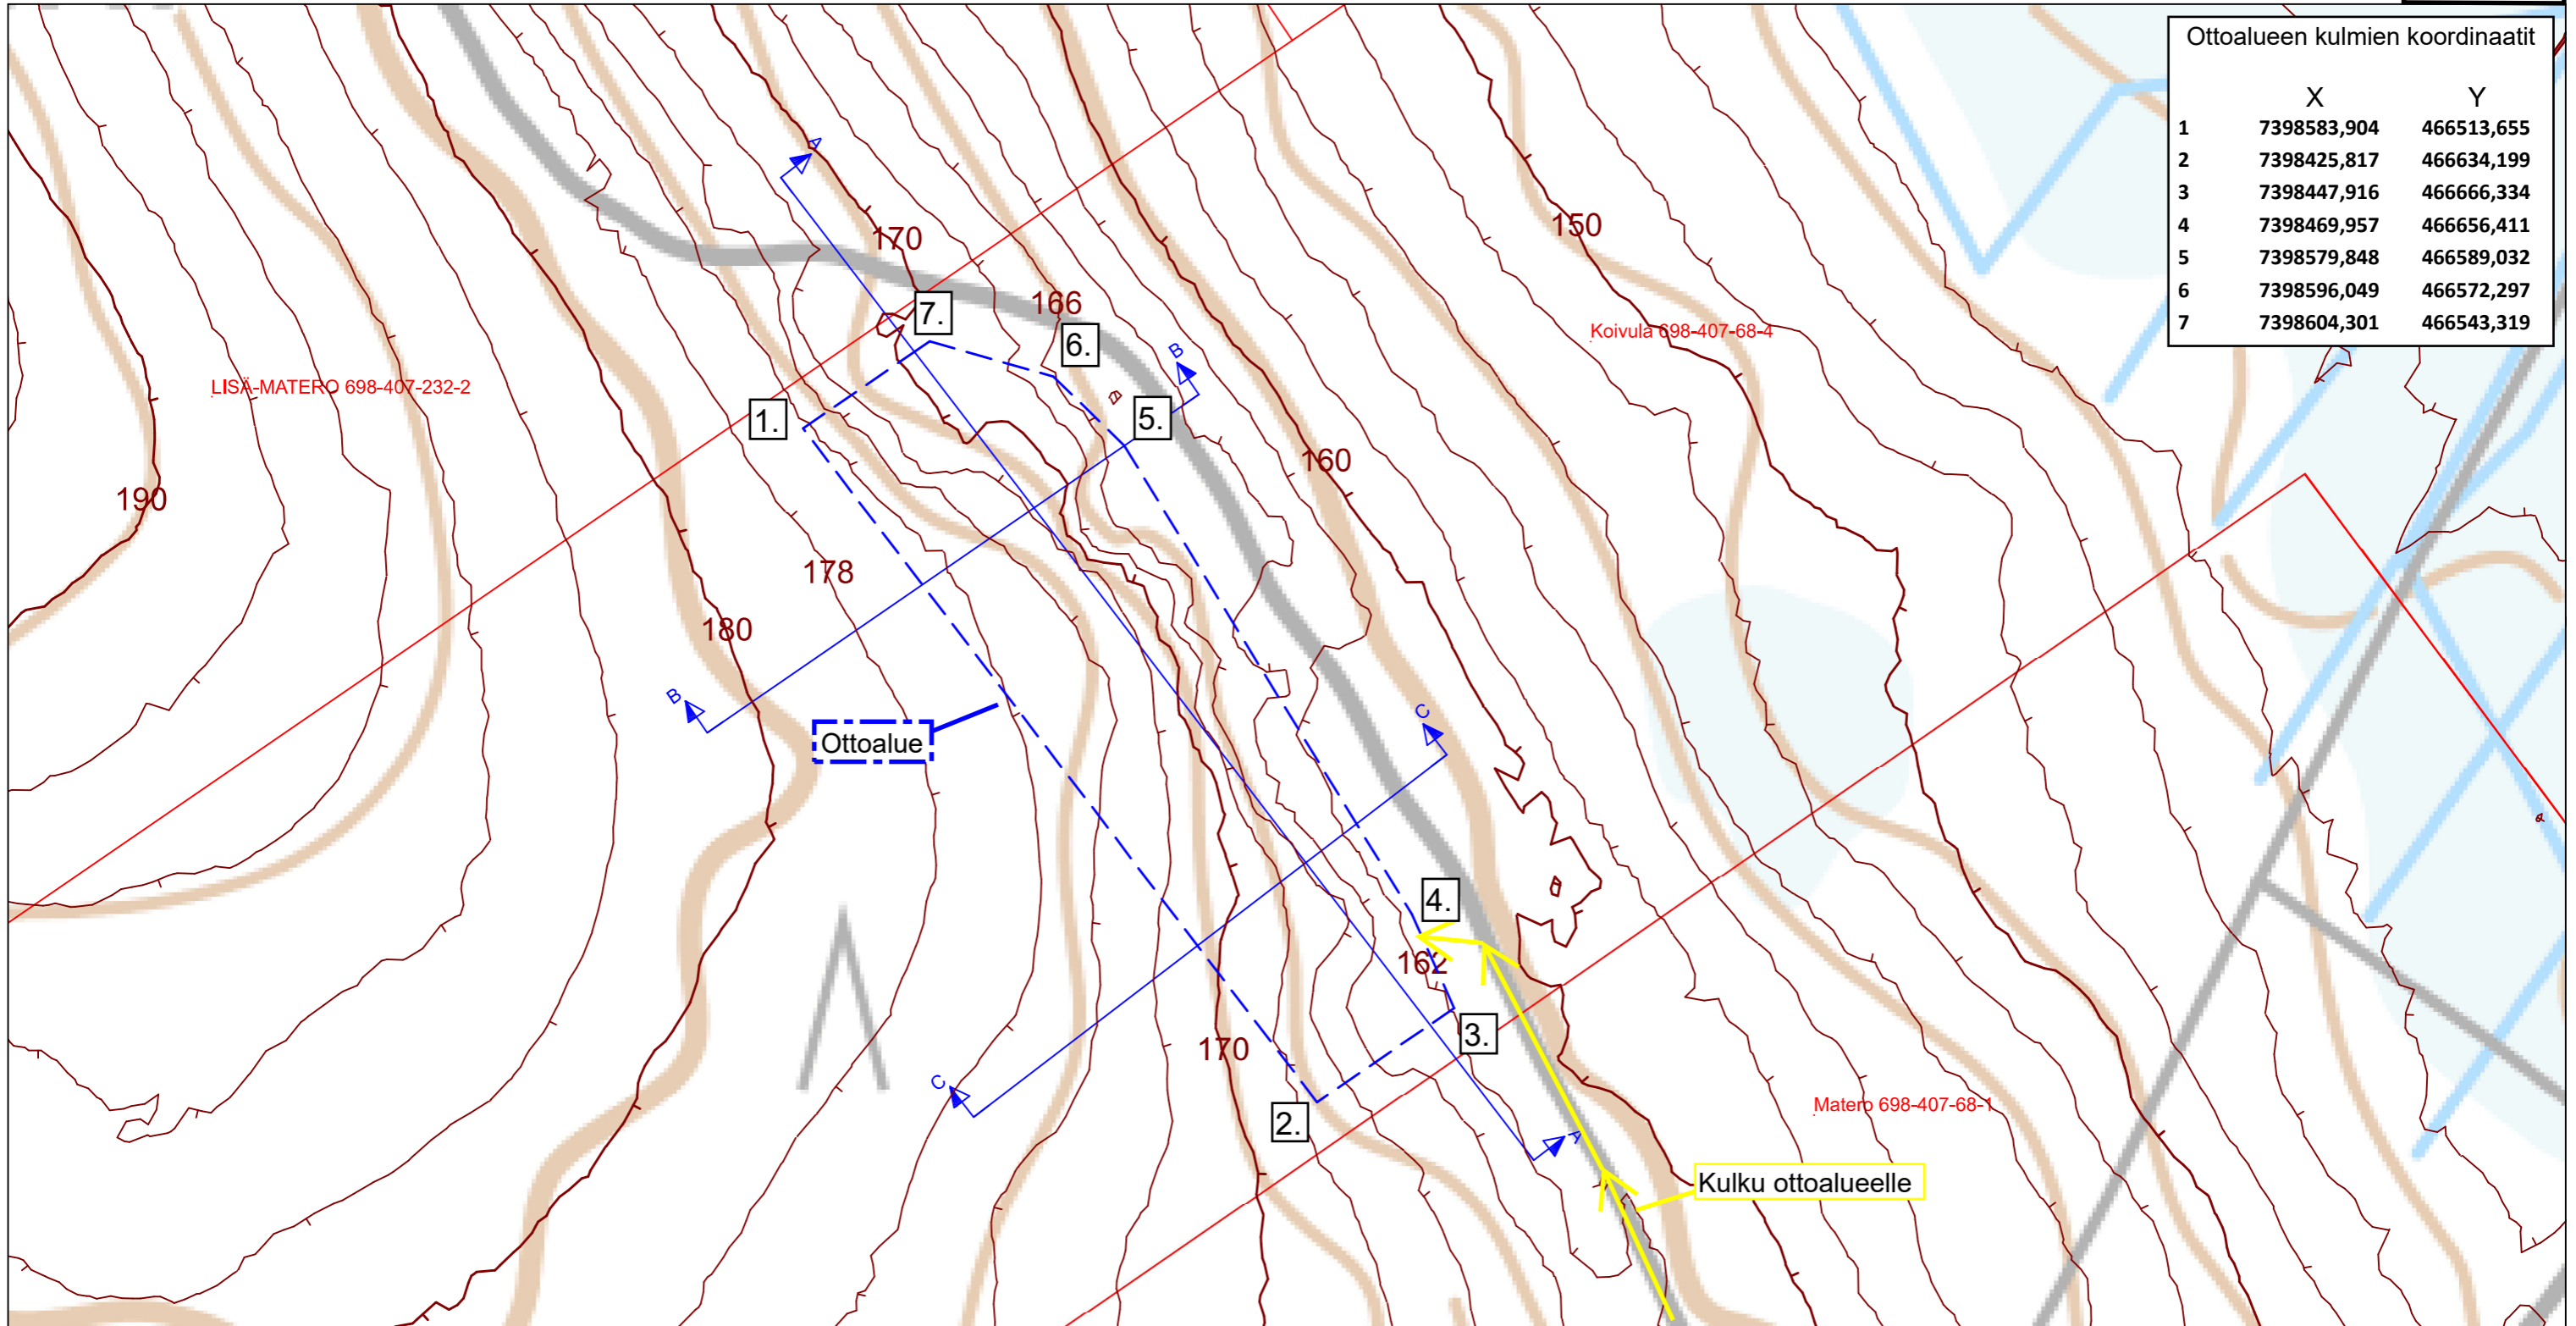 Ottoalueen kulmien koordinaatit
X Y
1 7398583,904 466513,655
2 7398425,817 466634,199
3 7398447,916 466666,334
4 7398469,957 466656,411
5 7398579,848 466589,032
6 7398596,049 466572,297
7 7398604,301 466543,319
A
170
150
7.
166
6.
Koivula 698-407-68-4
B
LISÄ-MATERO 698-407-232-2
1.
5.
160
190
178
180
B
Ottoalue
C
4.
162
3.
170
C
2.
A
Matero 698-407-68-1
Kulku ottoalueelle